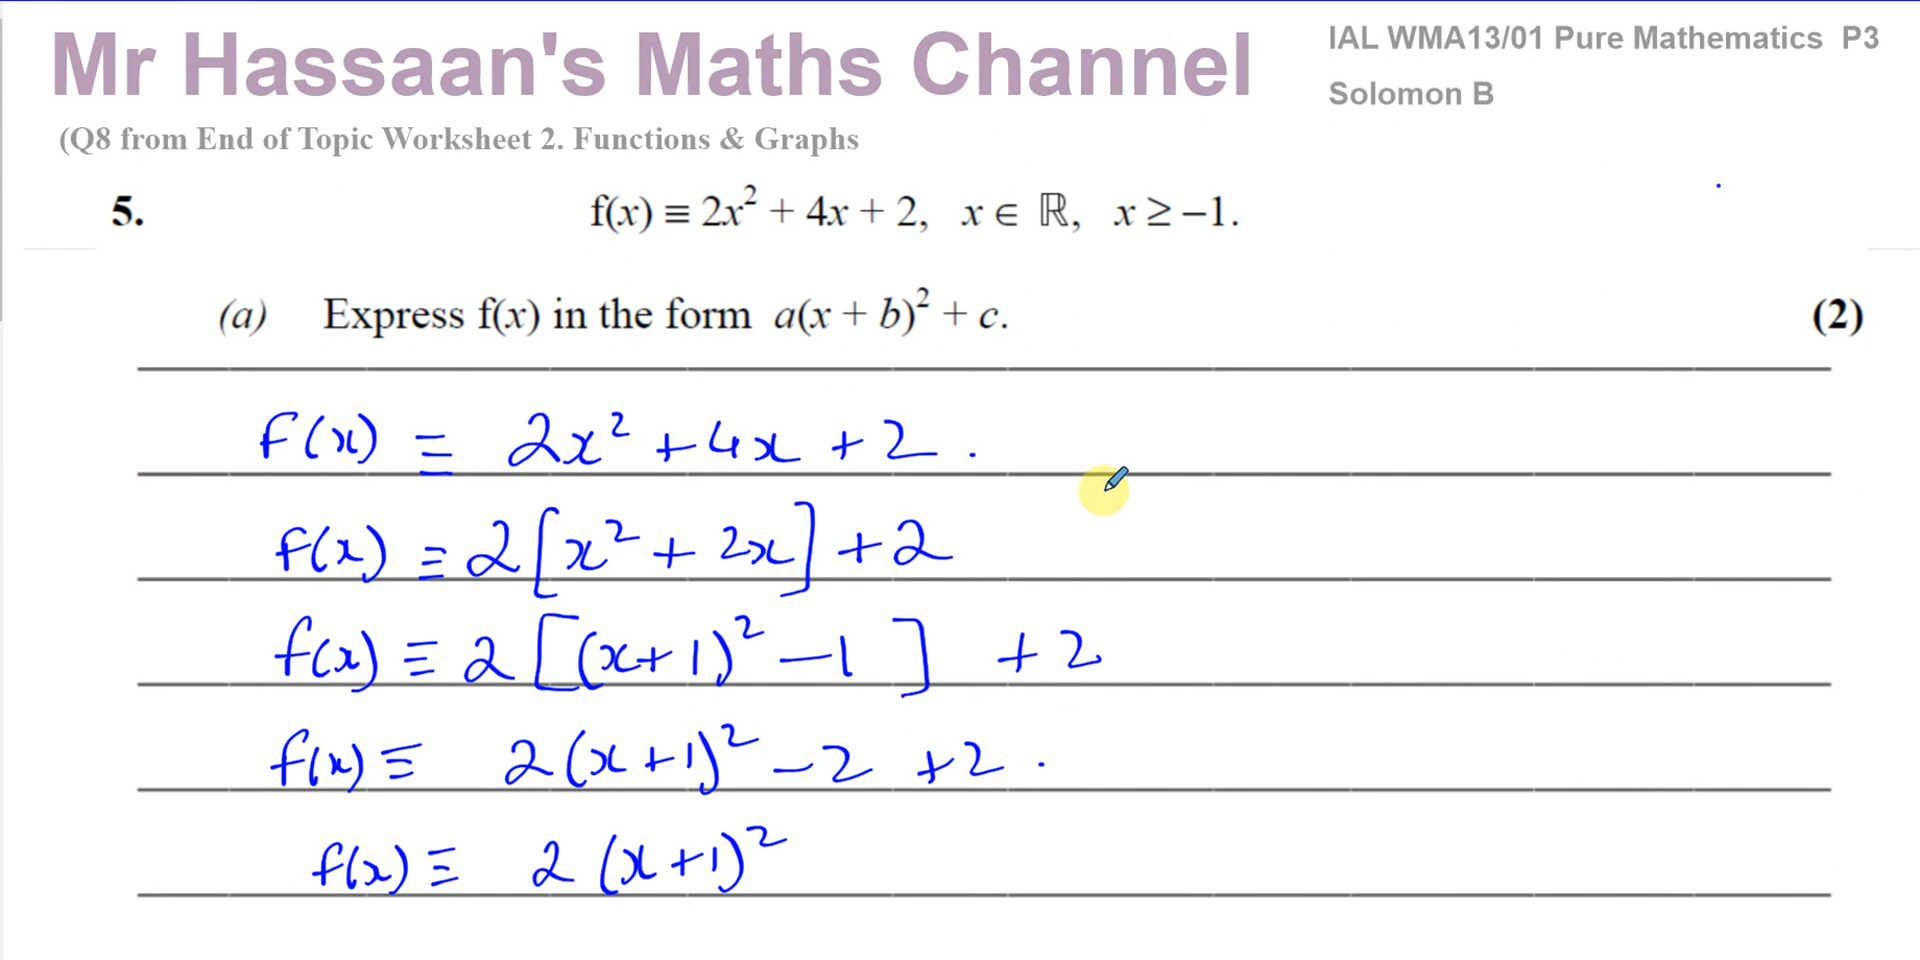 Mr Hassaan's Maths Channel
IAL WMA13/01 Pure Mathematics P3
Solomon B
(Q8 from End of Topic Worksheet 2. Functions & Graphs
5. f(x) ≡ 2x² + 4x + 2, x ∈ ℝ, x ≥ −1.
(a) Express f(x) in the form a(x + b)² + c. (2)
f(x) ≡ 2x² + 4x + 2.
f(x) ≡ 2[x² + 2x] + 2
f(x) ≡ 2[(x+1)² − 1] + 2
f(x) ≡ 2(x+1)² − 2 + 2.
f(x) ≡ 2(x+1)²